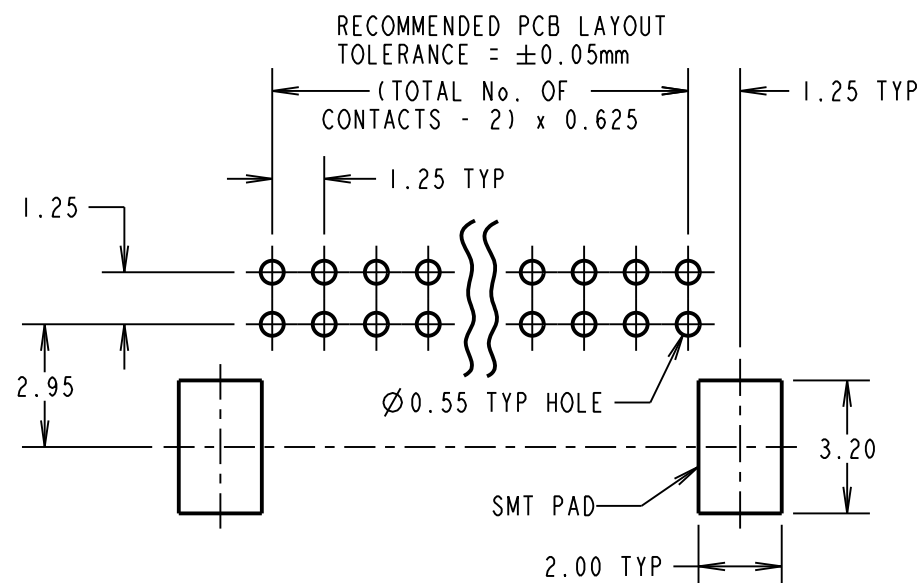 RECOMMENDED PCB LAYOUT
TOLERANCE = ±0.05mm
(TOTAL No. OF
CONTACTS - 2) x 0.625
1.25 TYP
1.25 TYP
1.25
2.95
Ø0.55 TYP HOLE
3.20
SMT PAD
2.00 TYP